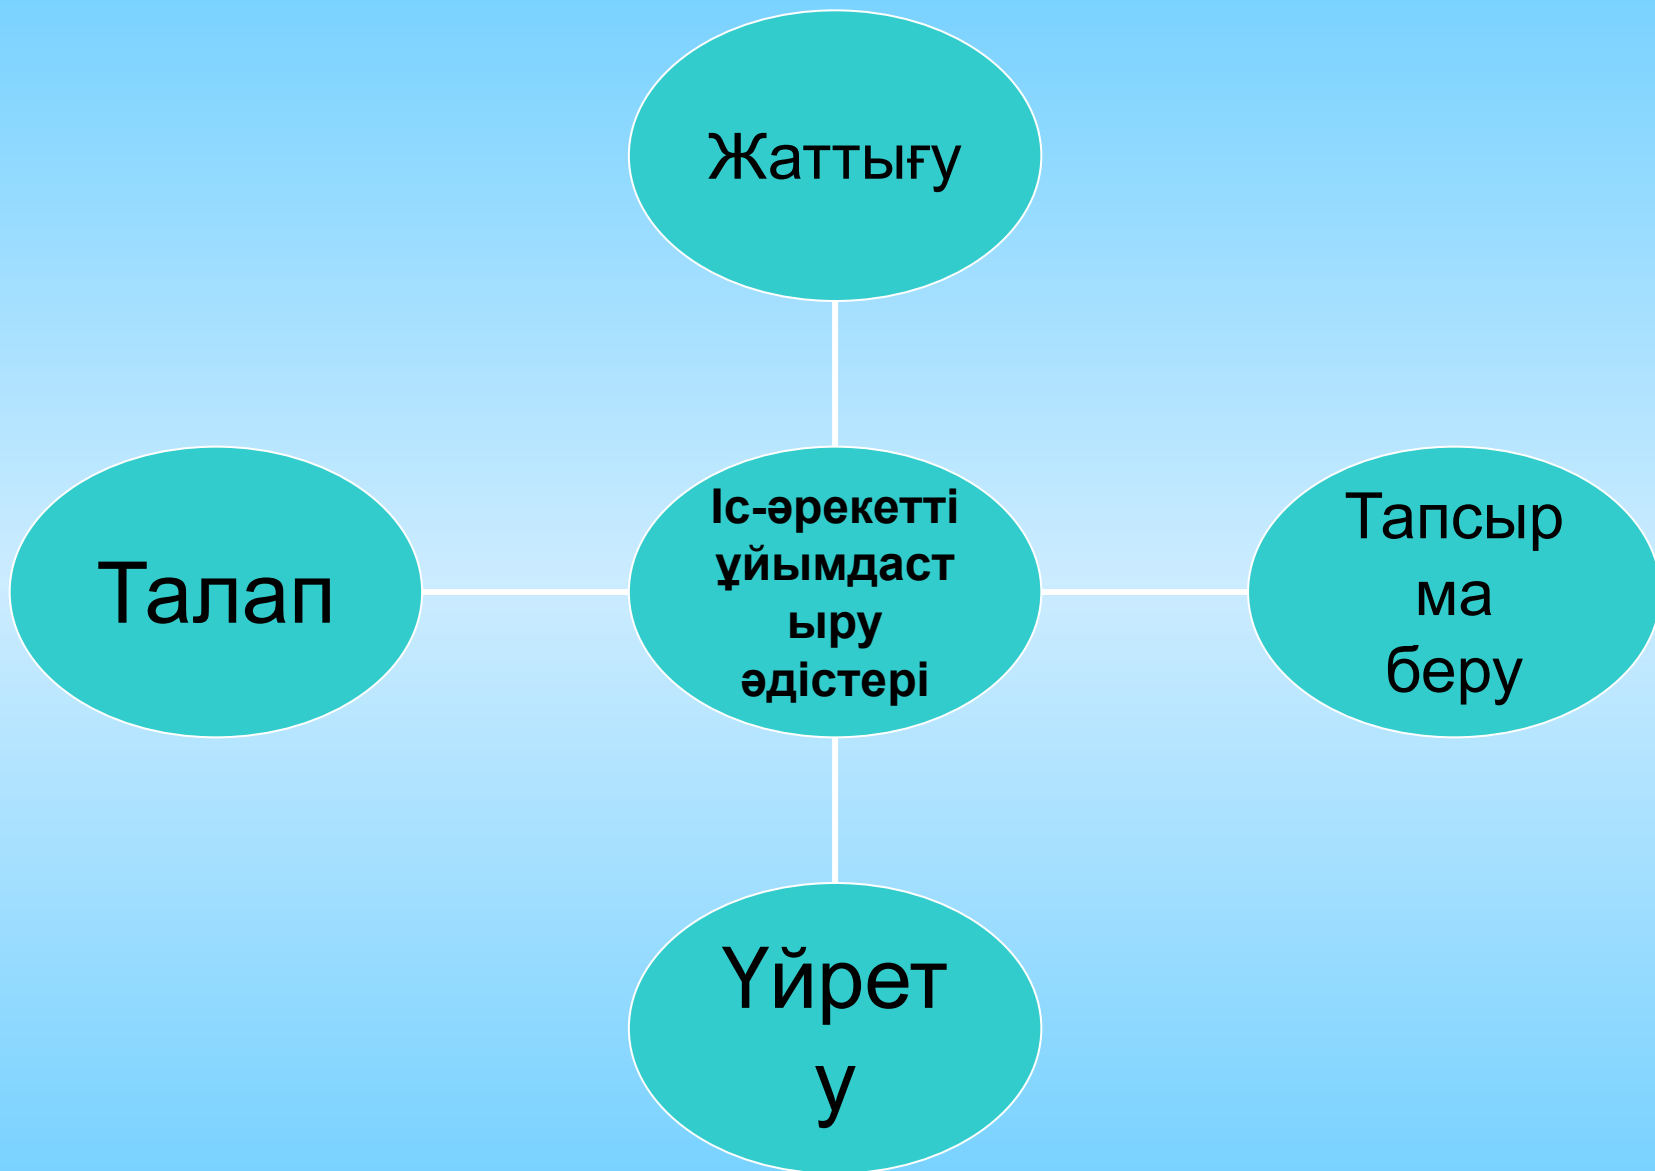 Жаттығу
Талап
Іс-әрекетті
ұйымдаст
ыру
әдістері
Тапсыр
ма
беру
Үйрет
у